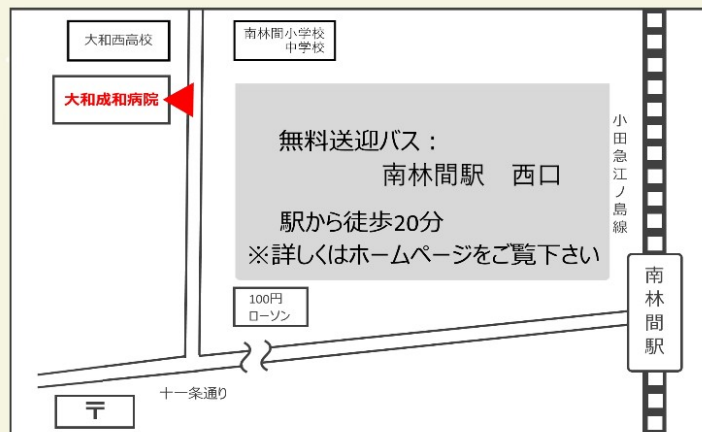 大和西高校
南林間小学校
中学校
大和成和病院
無料送迎バス：
南林間駅　西口
駅から徒歩20分
※詳しくはホームページをご覧下さい
小田急江ノ島線
南林間駅
100円
ローソン
十一条通り
〒